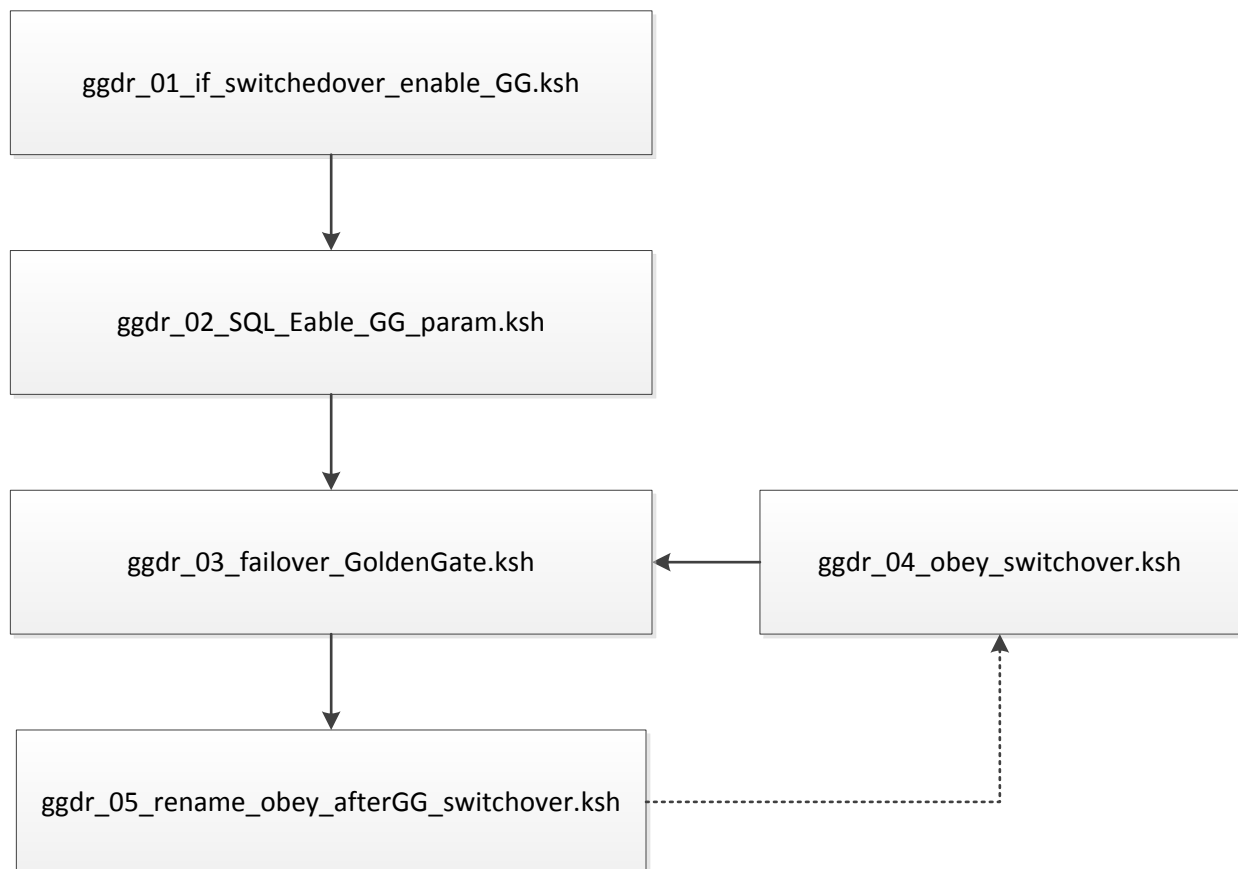 ggdr_01_if_switchedover_enable_GG.ksh
ggdr_02_SQL_Eable_GG_param.ksh
ggdr_03_failover_GoldenGate.ksh
ggdr_04_obey_switchover.ksh
ggdr_05_rename_obey_afterGG_switchover.ksh